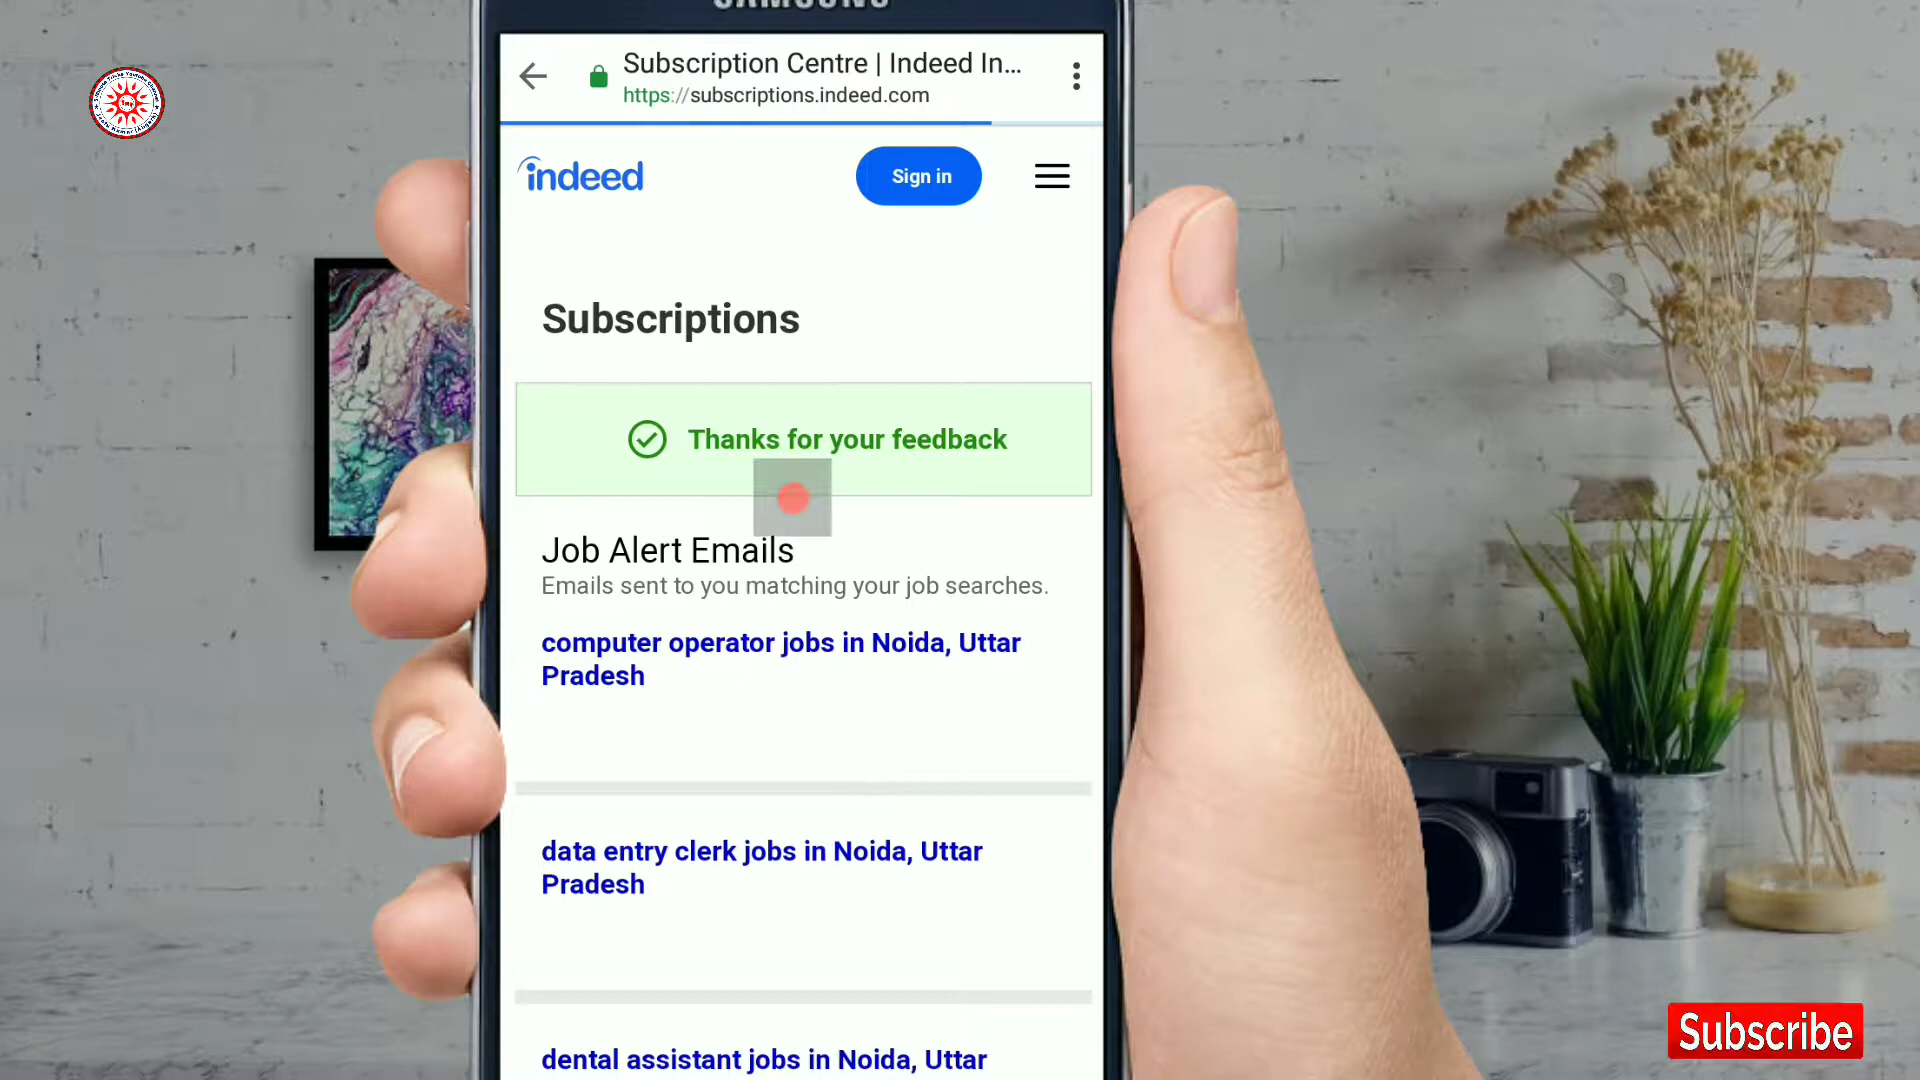 SAMSUNG
Subscription Centre | Indeed In...
https://subscriptions.indeed.com
indeed
Sign in
Subscriptions
Thanks for your feedback
Job Alert Emails
Emails sent to you matching your job searches.
computer operator jobs in Noida, Uttar
Pradesh
data entry clerk jobs in Noida, Uttar
Pradesh
dental assistant jobs in Noida, Uttar
Subscribe